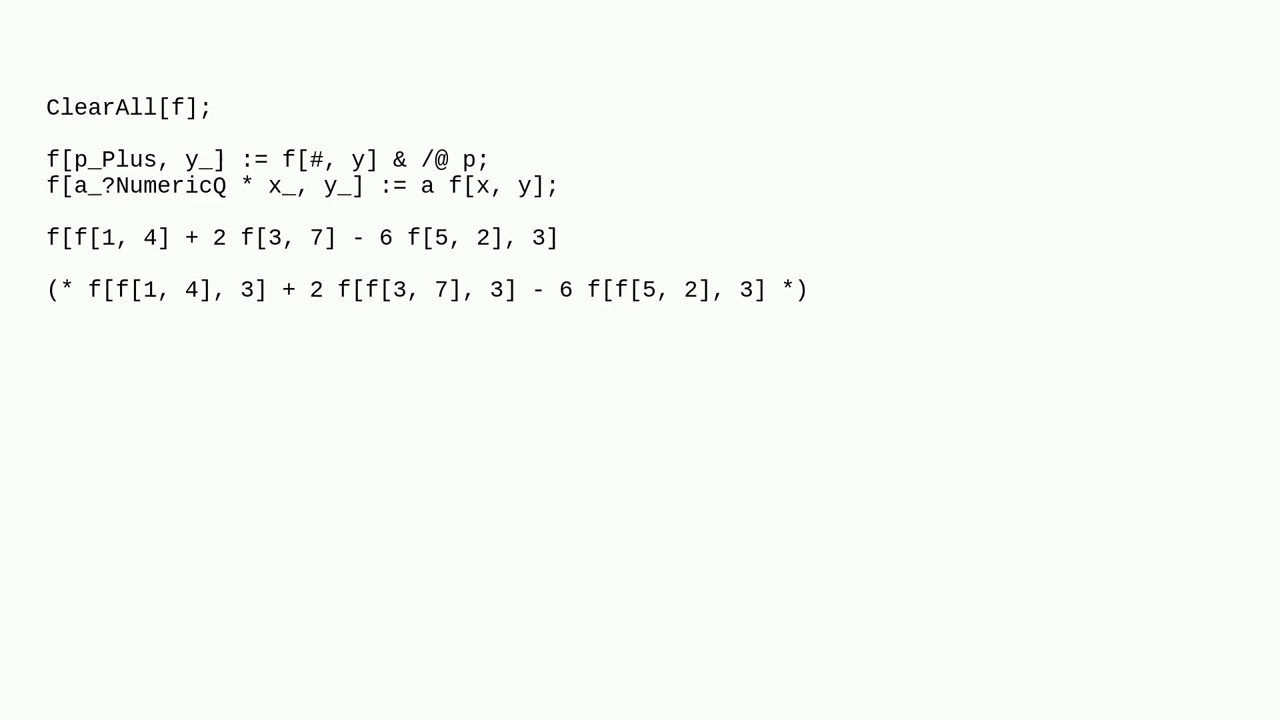 ClearAll[f];
f[p_Plus, y_] := f[#, y] & /@ p;
f[a_?NumericQ * x_, y_] := a f[x, y];
f[f[1, 4] + 2 f[3, 7] - 6 f[5, 2], 3]
(* f[f[1, 4], 3] + 2 f[f[3, 7], 3] - 6 f[f[5, 2], 3] *)